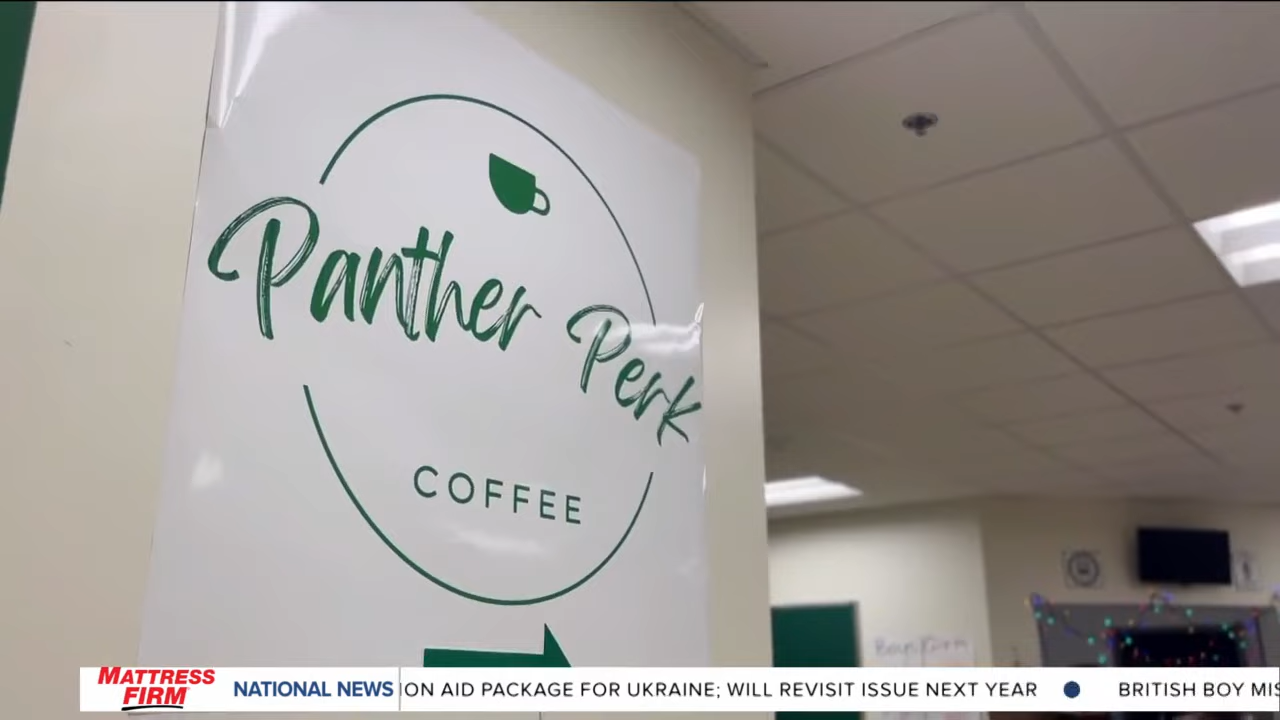 Panther Perk
COFFEE
MATTRESS
FIRM
NATIONAL NEWS
ION AID PACKAGE FOR UKRAINE; WILL REVISIT ISSUE NEXT YEAR
BRITISH BOY MIS